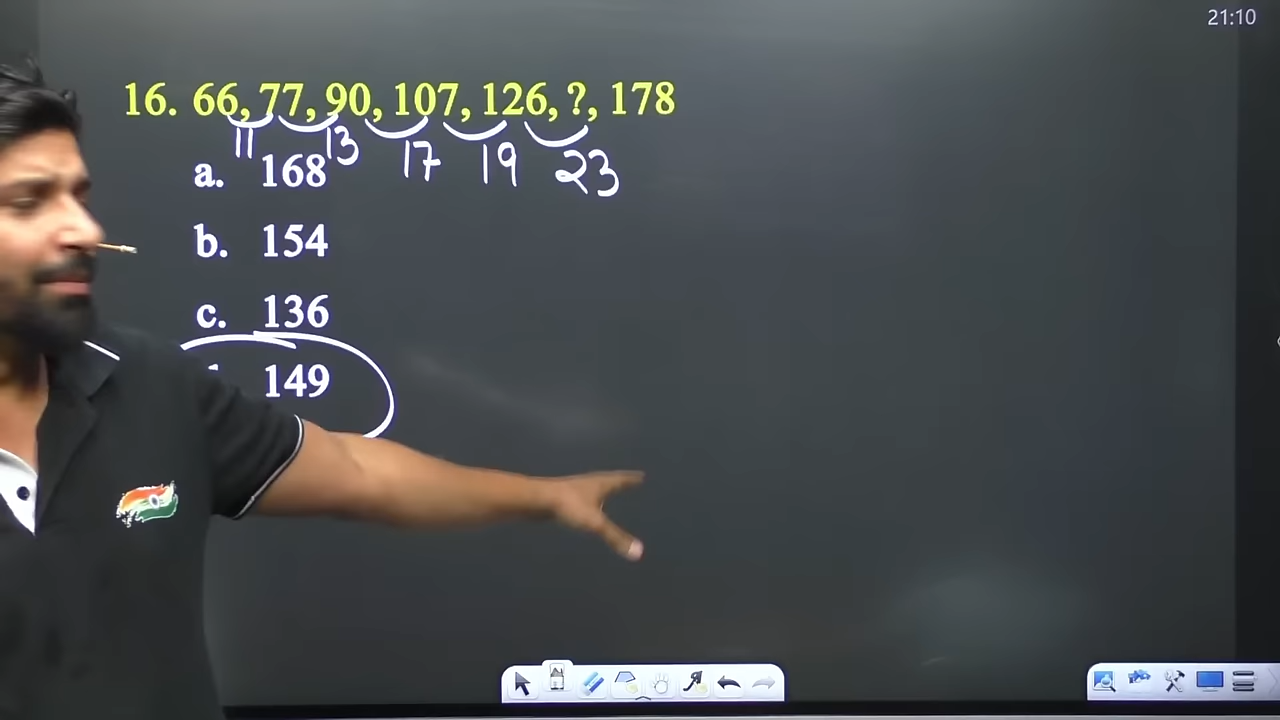 21:10
16. 66, 77, 90, 107, 126, ?, 178
11 13 17 19 23
a. 168
b. 154
c. 136
149